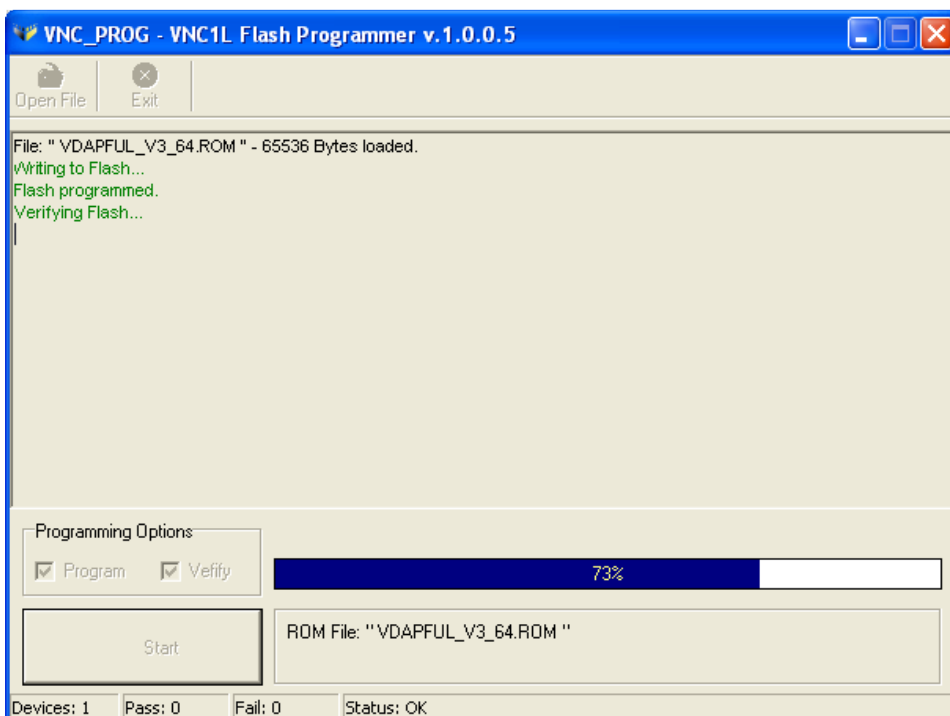 VNC_PROG - VNC1L Flash Programmer v.1.0.0.5
Open File Exit
File: " VDAPFUL_V3_64.ROM " - 65536 Bytes loaded.
Writing to Flash...
Flash programmed.
Verifying Flash...
Programming Options
Program Vefify
73%
Start
ROM File: " VDAPFUL_V3_64.ROM "
Devices: 1 Pass: 0 Fail: 0 Status: OK